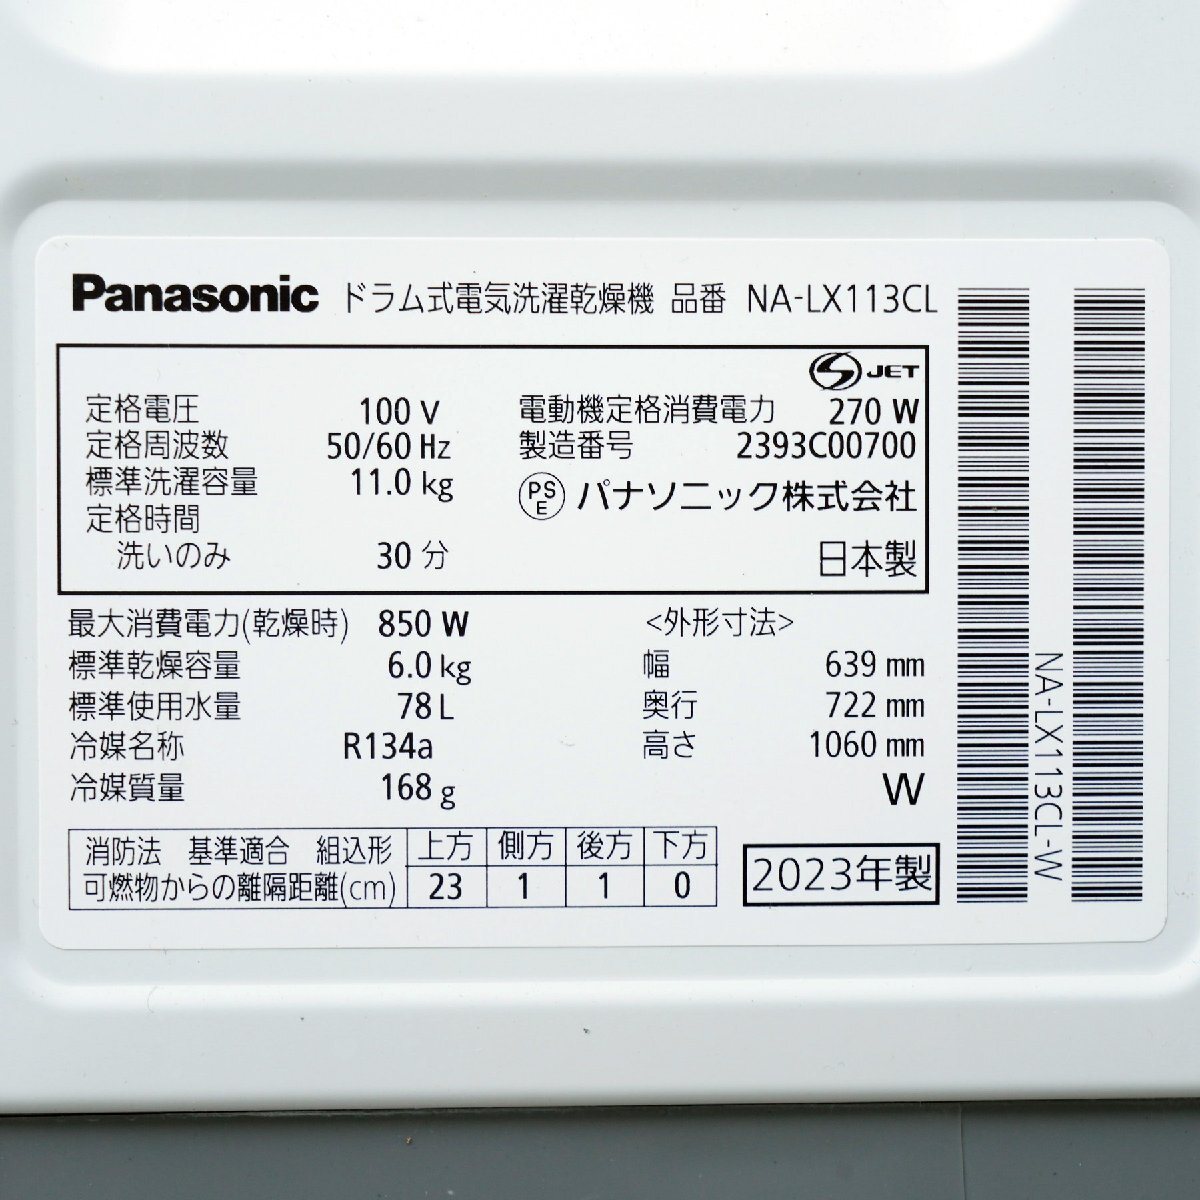 Panasonic ドラム式電気洗濯乾燥機 品番 NA-LX113CL
JET
定格電圧 100 V
定格周波数 50/60 Hz
標準洗濯容量 11.0 kg
定格時間
洗いのみ 30 分
電動機定格消費電力 270 W
製造番号 2393C00700
PS E パナソニック株式会社
日本製
最大消費電力(乾燥時) 850 W
標準乾燥容量 6.0 kg
標準使用水量 78 L
冷媒名称 R134a
冷媒質量 168 g
<外形寸法>
幅 639 mm
奥行 722 mm
高さ 1060 mm
W
消防法 基準適合 組込形 上方 側方 後方 下方
可燃物からの離隔距離(cm) 23 1 1 0
2023年製
NA-LX113CL-W